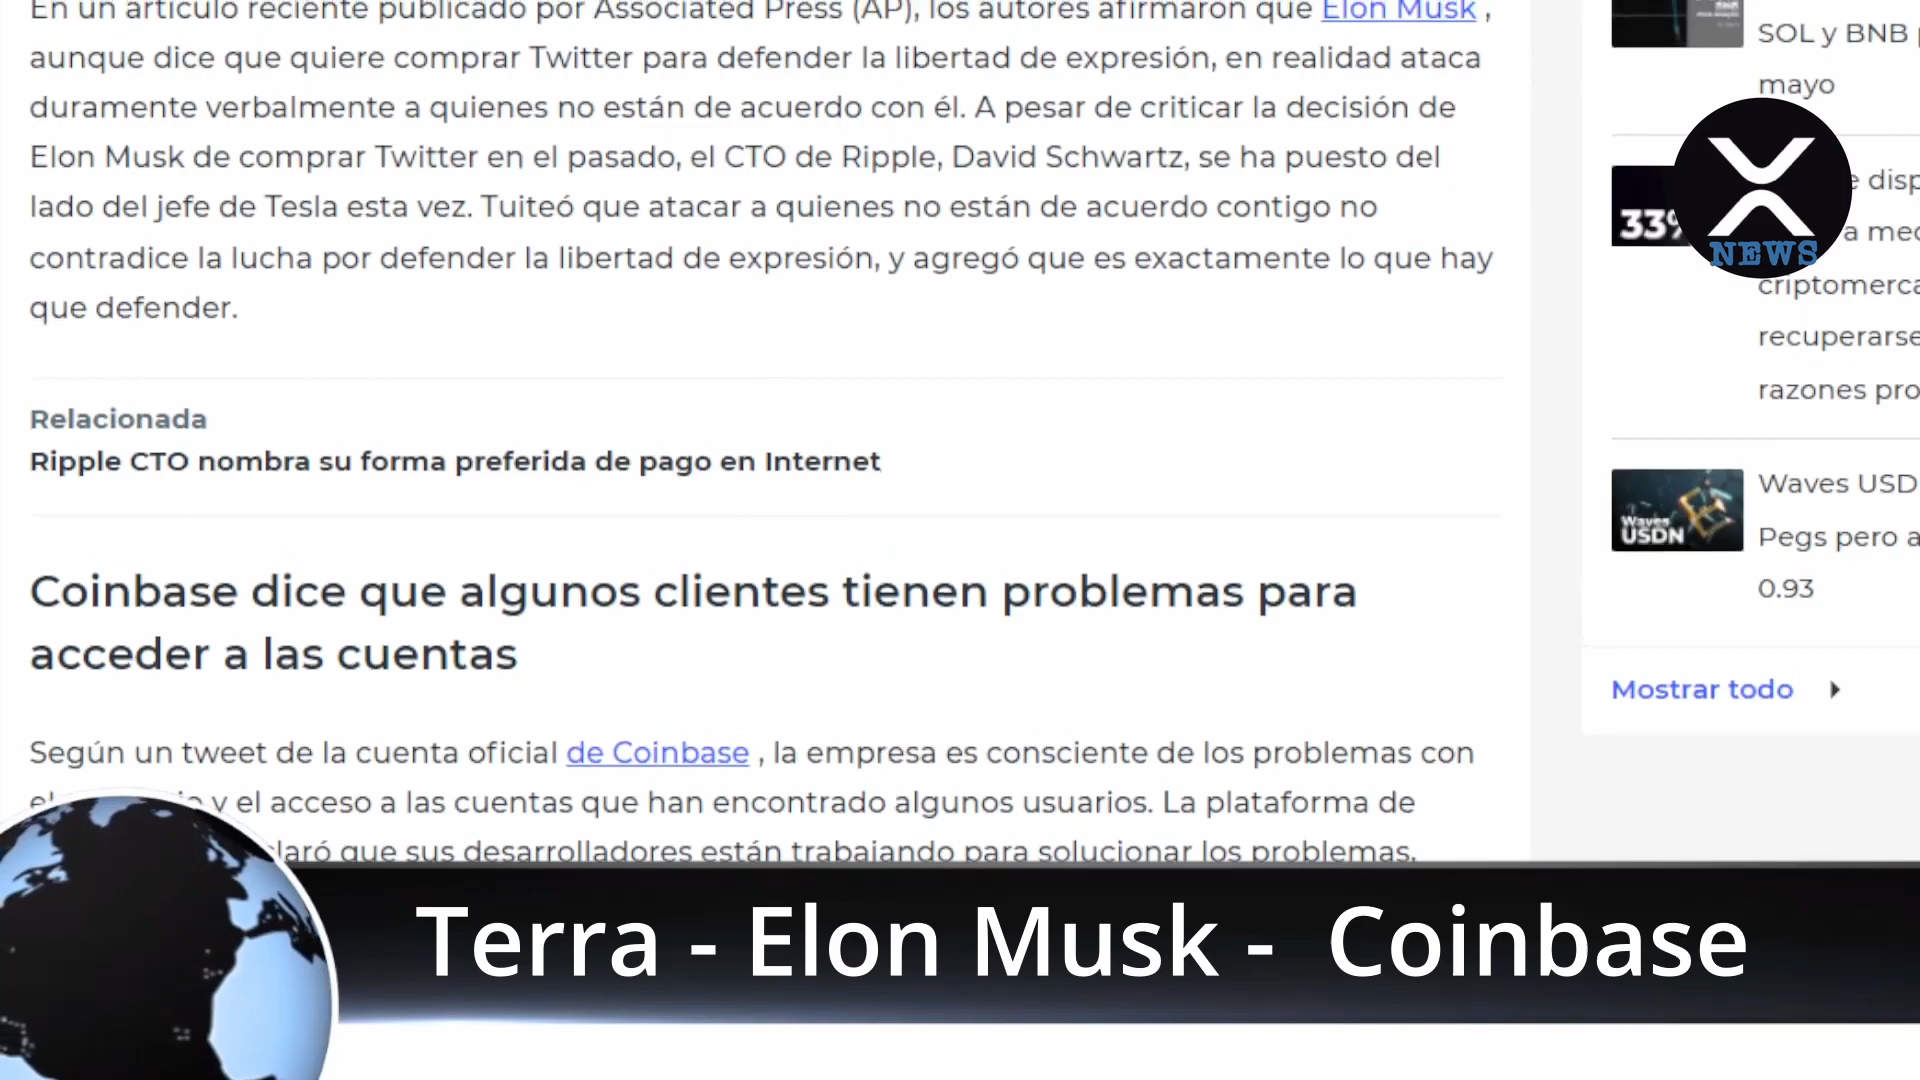 En un artículo reciente publicado por Associated Press (AP), los autores afirmaron que Elon Musk ,
aunque dice que quiere comprar Twitter para defender la libertad de expresión, en realidad ataca
duramente verbalmente a quienes no están de acuerdo con él. A pesar de criticar la decisión de
Elon Musk de comprar Twitter en el pasado, el CTO de Ripple, David Schwartz, se ha puesto del
lado del jefe de Tesla esta vez. Tuiteó que atacar a quienes no están de acuerdo contigo no
contradice la lucha por defender la libertad de expresión, y agregó que es exactamente lo que hay
que defender.
Relacionada
Ripple CTO nombra su forma preferida de pago en Internet
Coinbase dice que algunos clientes tienen problemas para
acceder a las cuentas
Según un tweet de la cuenta oficial de Coinbase , la empresa es consciente de los problemas con
y el acceso a las cuentas que han encontrado algunos usuarios. La plataforma de
que sus desarrolladores están trabajando para solucionar los problemas.
SOL y BNB
mayo
33%
NEWS
recuperarse
razones
Waves
USDN
Waves
Pegs pero
0.93
Mostrar todo
Terra - Elon Musk - Coinbase